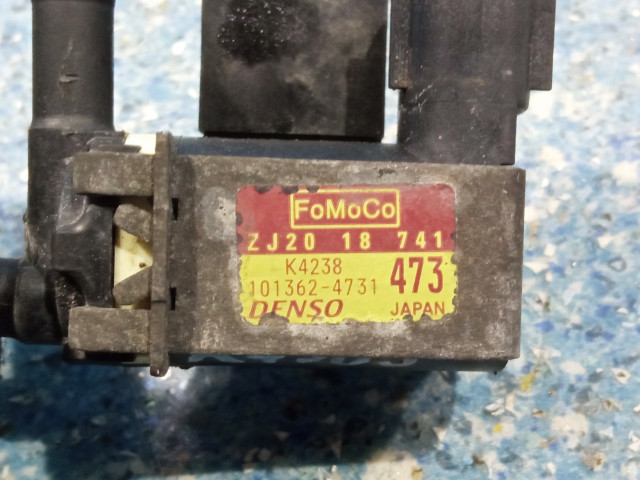 FoMoCo
ZJ20 18 741
K4238
473
101362-4731
DENSO JAPAN